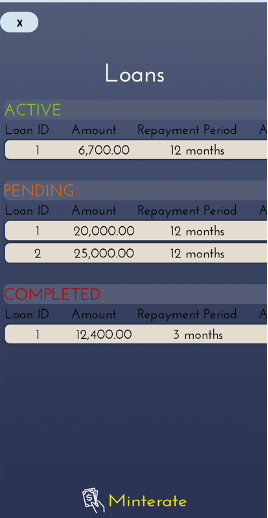 x
Loans
ACTIVE
Loan ID Amount Repayment Period A
1 6,700.00 12 months
PENDING
Loan ID Amount Repayment Period A
1 20,000.00 12 months
2 25,000.00 12 months
COMPLETED
Loan ID Amount Repayment Period A
1 12,400.00 3 months
Minterate